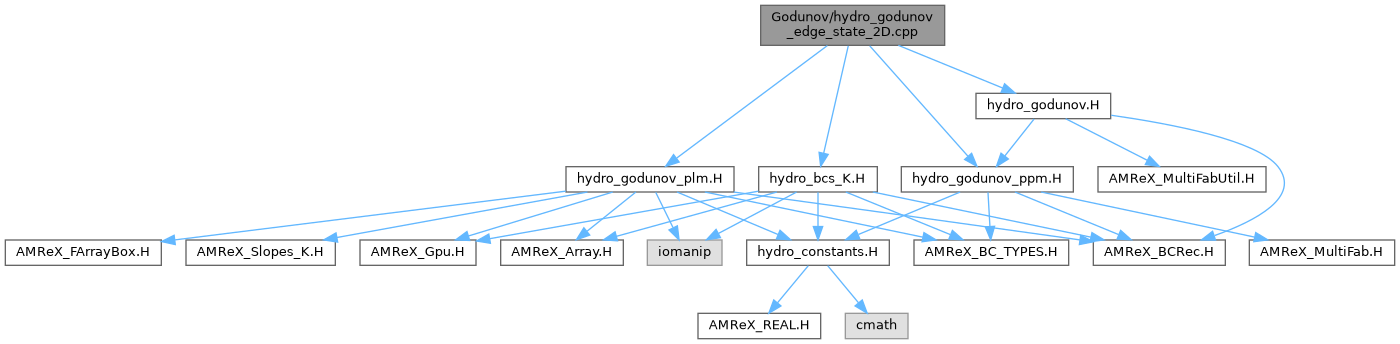 Godunov/hydro_godunov
_edge_state_2D.cpp
hydro_godunov.H
hydro_godunov_plm.H
hydro_bcs_K.H
hydro_godunov_ppm.H
AMReX_MultiFabUtil.H
AMReX_FArrayBox.H
AMReX_Slopes_K.H
AMReX_Gpu.H
AMReX_Array.H
iomanip
hydro_constants.H
AMReX_BC_TYPES.H
AMReX_BCRec.H
AMReX_MultiFab.H
AMReX_REAL.H
cmath